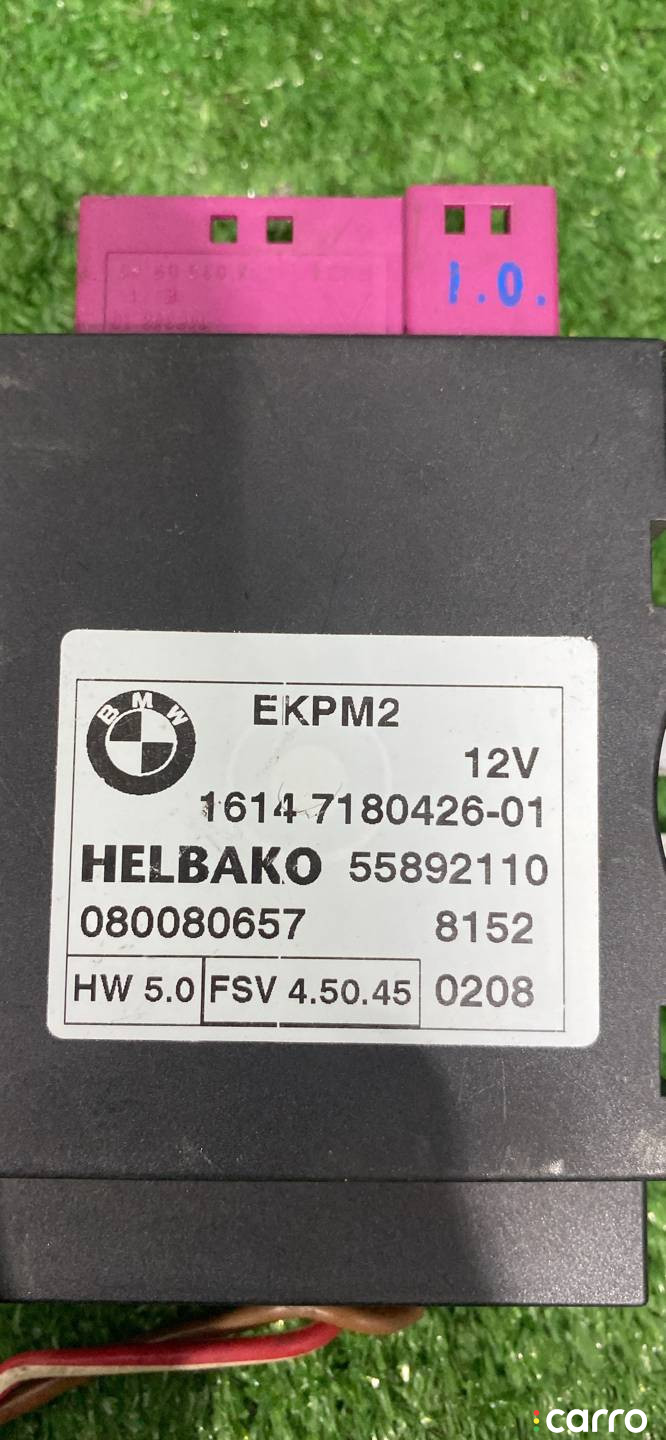 1.0.
BMW
EKPM2
12V
1614 7180426-01
HELBAKO 55892110
080080657 8152
HW 5.0 FSV 4.50.45 0208
carro